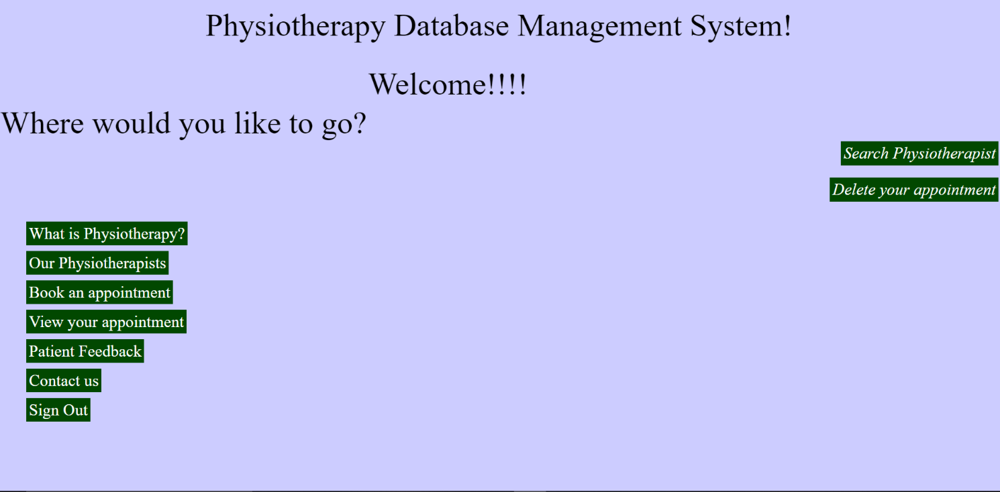 Physiotherapy Database Management System!
Welcome!!!!
Where would you like to go?
Search Physiotherapist
Delete your appointment
What is Physiotherapy?
Our Physiotherapists
Book an appointment
View your appointment
Patient Feedback
Contact us
Sign Out